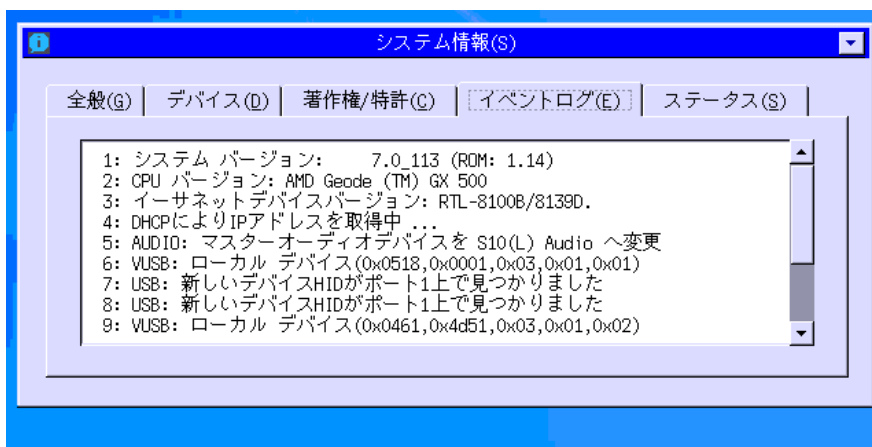 システム情報(S)
全般(G) デバイス(D) 著作権/特許(C) イベントログ(E) ステータス(S)
1: システム バージョン: 7.0_113 (ROM: 1.14)
2: CPU バージョン: AMD Geode (TM) GX 500
3: イーサネットデバイスバージョン: RTL-8100B/8139D.
4: DHCPによりIPアドレスを取得中 ...
5: AUDIO: マスターオーディオデバイスを S10(L) Audio へ変更
6: VUSB: ローカル デバイス(0x0518,0x0001,0x03,0x01,0x01)
7: USB: 新しいデバイスHIDがポート1上で見つかりました
8: USB: 新しいデバイスHIDがポート1上で見つかりました
9: VUSB: ローカル デバイス(0x0461,0x4d51,0x03,0x01,0x02)